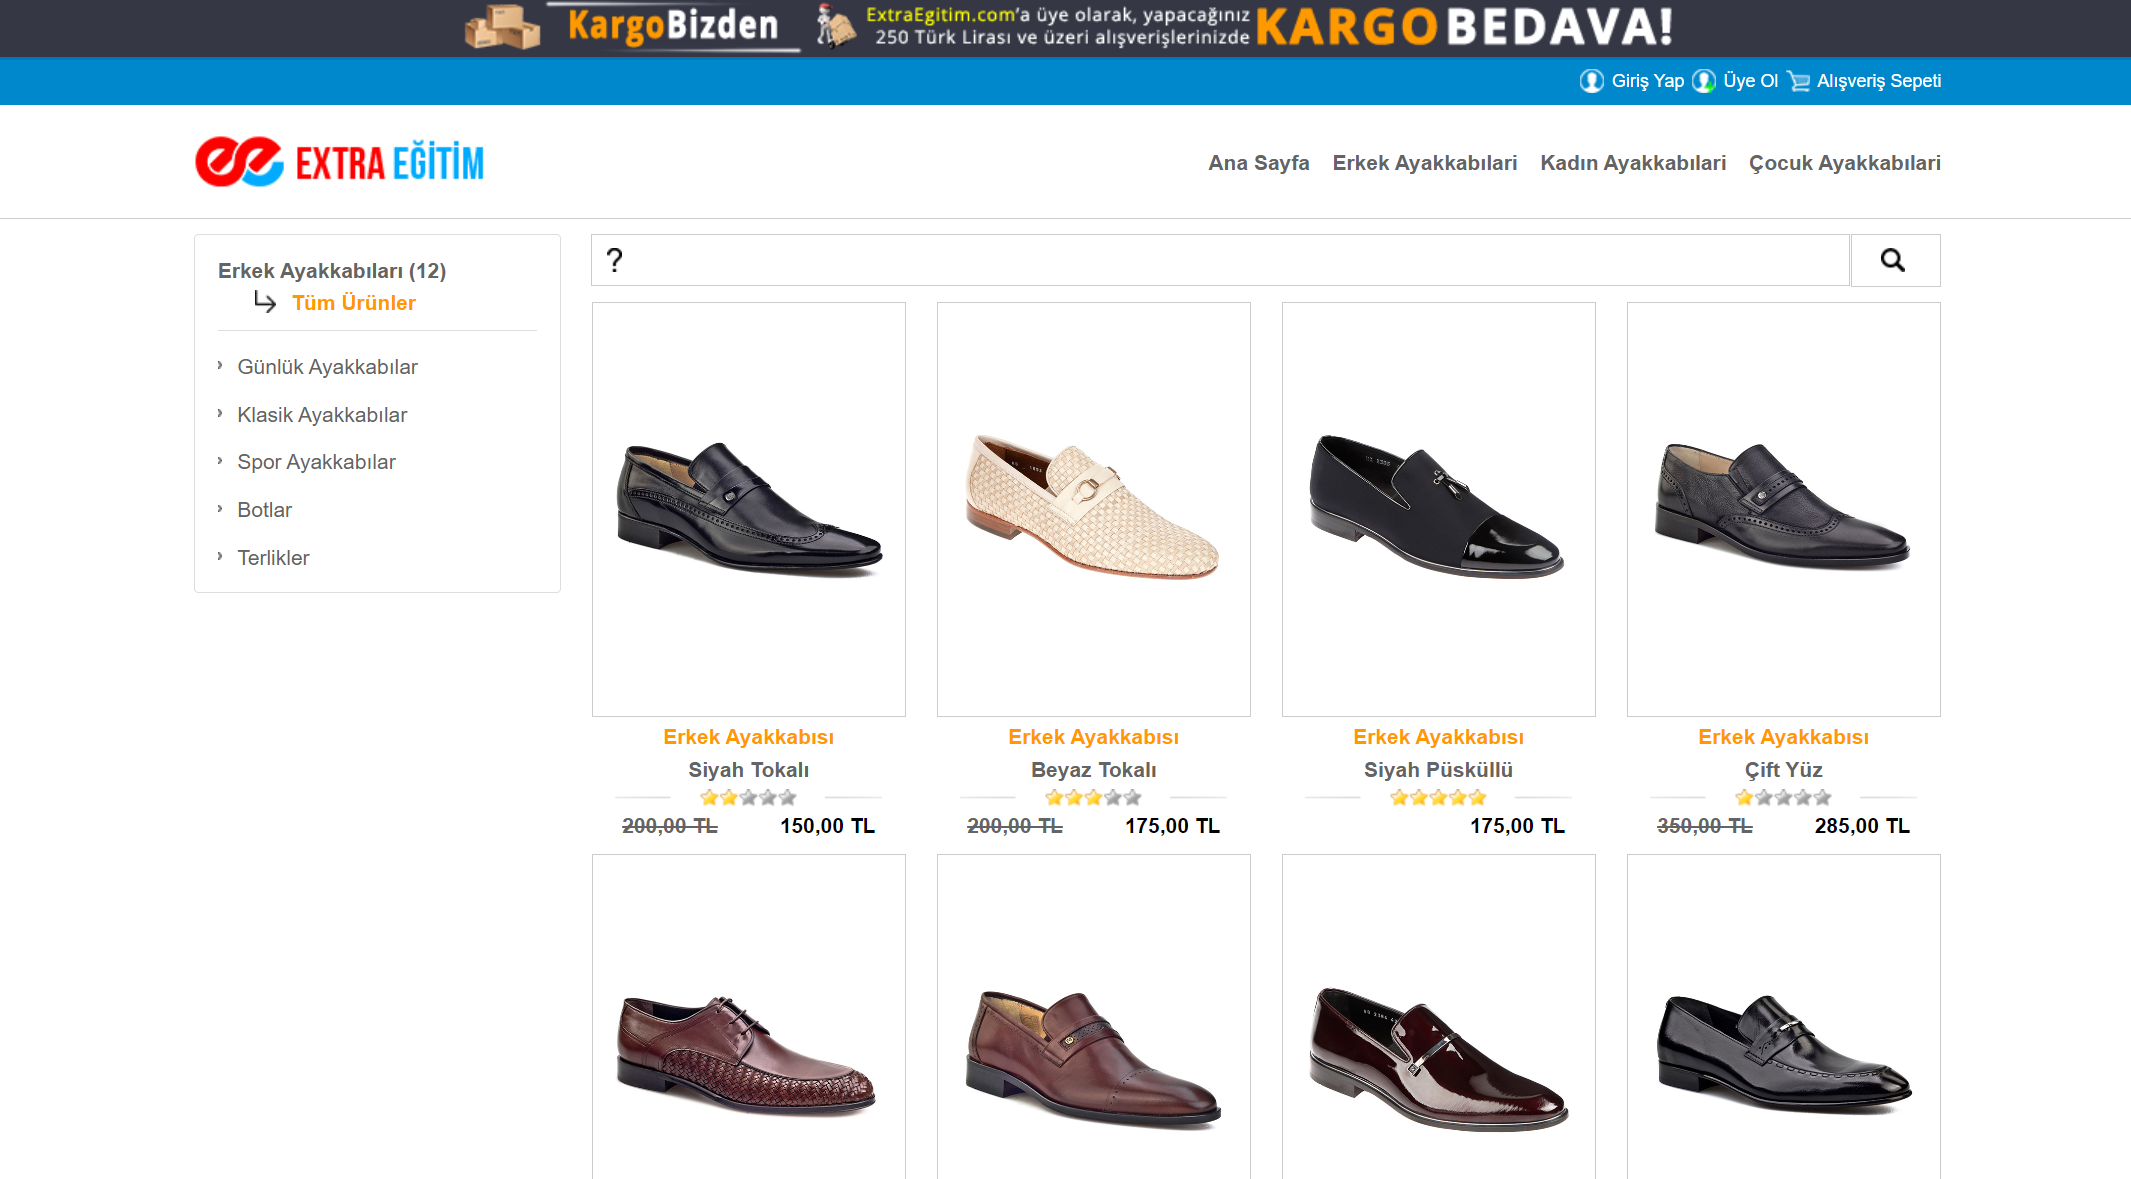 KargoBizden
ExtraEgitim.com'a üye olarak, yapacağınız
250 Türk Lirası ve üzeri alışverişlerinizde
KARGO BEDAVA!
Giriş Yap Üye Ol Alışveriş Sepeti
EXTRA EĞİTİM
Ana Sayfa Erkek Ayakkabılari Kadın Ayakkabılari Çocuk Ayakkabılari
Erkek Ayakkabıları (12)
Tüm Ürünler
Günlük Ayakkabılar
Klasik Ayakkabılar
Spor Ayakkabılar
Botlar
Terlikler
?
Erkek Ayakkabısı
Siyah Tokalı
200,00 TL 150,00 TL
Erkek Ayakkabısı
Beyaz Tokalı
200,00 TL 175,00 TL
Erkek Ayakkabısı
Siyah Püsküllü
175,00 TL
Erkek Ayakkabısı
Çift Yüz
350,00 TL 285,00 TL